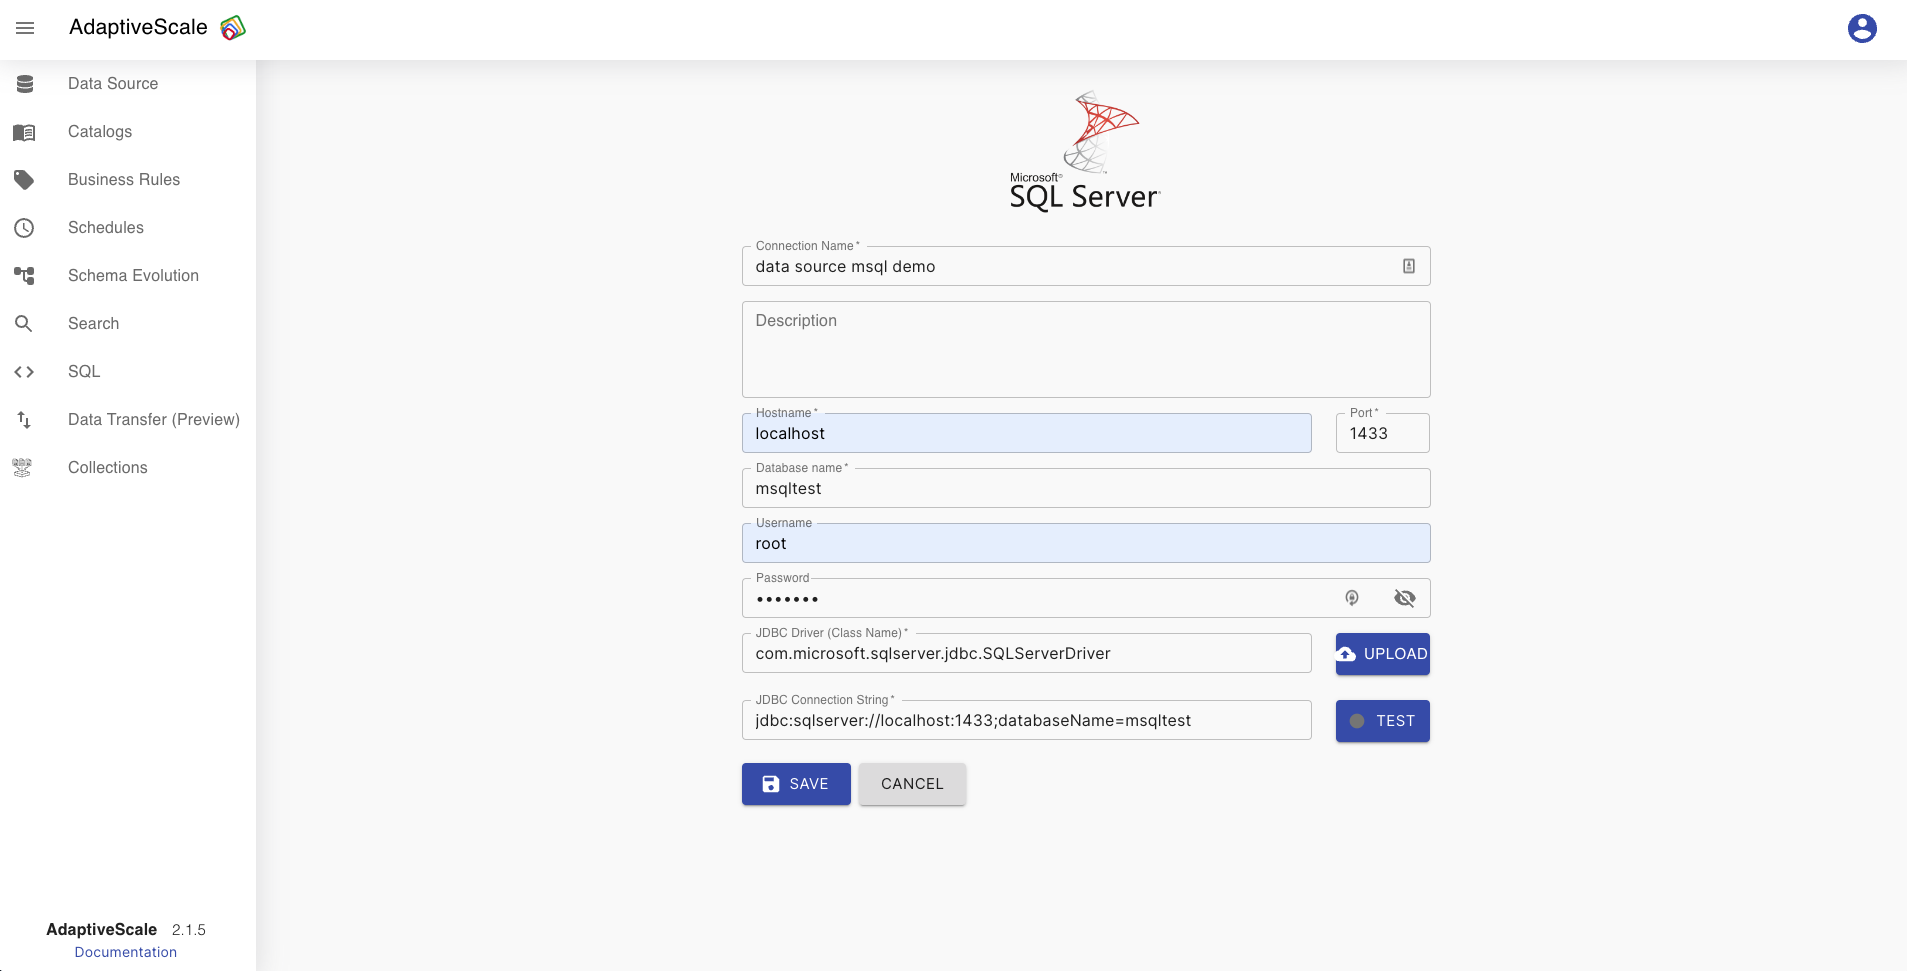 AdaptiveScale
Data Source
Catalogs
Business Rules
Schedules
Schema Evolution
Search
SQL
Data Transfer (Preview)
Collections
AdaptiveScale 2.1.5
Documentation
Microsoft®
SQL Server
Connection Name *
data source msql demo
Description
Hostname *
localhost
Port *
1433
Database name *
msqltest
Username
root
Password
•••••••
JDBC Driver (Class Name) *
com.microsoft.sqlserver.jdbc.SQLServerDriver
UPLOAD
JDBC Connection String *
jdbc:sqlserver://localhost:1433;databaseName=msqltest
TEST
SAVE
CANCEL